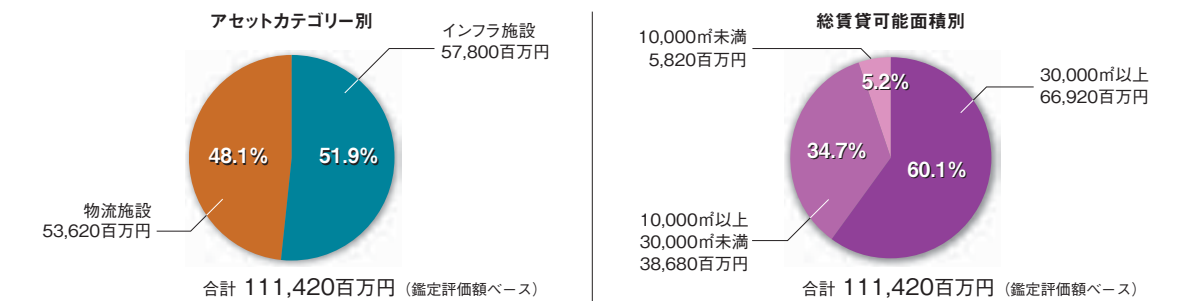 アセットカテゴリー別
インフラ施設
57,800百万円
51.9%
48.1%
物流施設
53,620百万円
合計 111,420百万円（鑑定評価額ベース）
総賃貸可能面積別
10,000㎡未満
5,820百万円
5.2%
30,000㎡以上
66,920百万円
60.1%
34.7%
10,000㎡以上
30,000㎡未満
38,680百万円
合計 111,420百万円（鑑定評価額ベース）